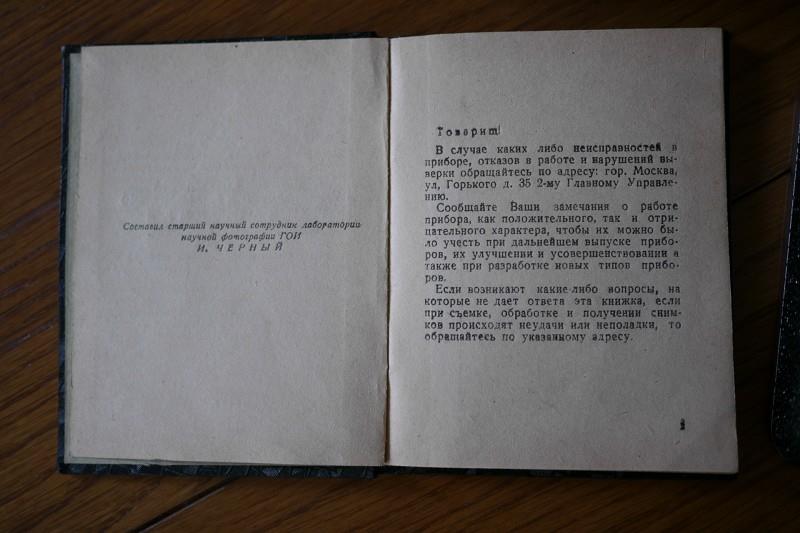 Составил старший научный сотрудник лаборатории
научной фотографии ГОИ
И. ЧЕРНЫЙ
Товарищ!
В случае каких либо неисправностей в
приборе, отказов в работе и нарушений вы-
верки обращайтесь по адресу: гор. Москва,
ул, Горького д. 35 2-му Главному Управле-
нию.
Сообщайте Ваши замечания о работе
прибора, как положительного, так и отри-
цательного характера, чтобы их можно бы-
ло учесть при дальнейшем выпуске прибо-
ров, их улучшении и усовершенствовании а
также при разработке новых типов прибо-
ров.
Если возникают какие-либо вопросы, на
которые не дает ответа эта книжка, если
при съемке, обработке и получении сним-
ков происходят неудачи или неполадки, то
обращайтесь по указанному адресу.